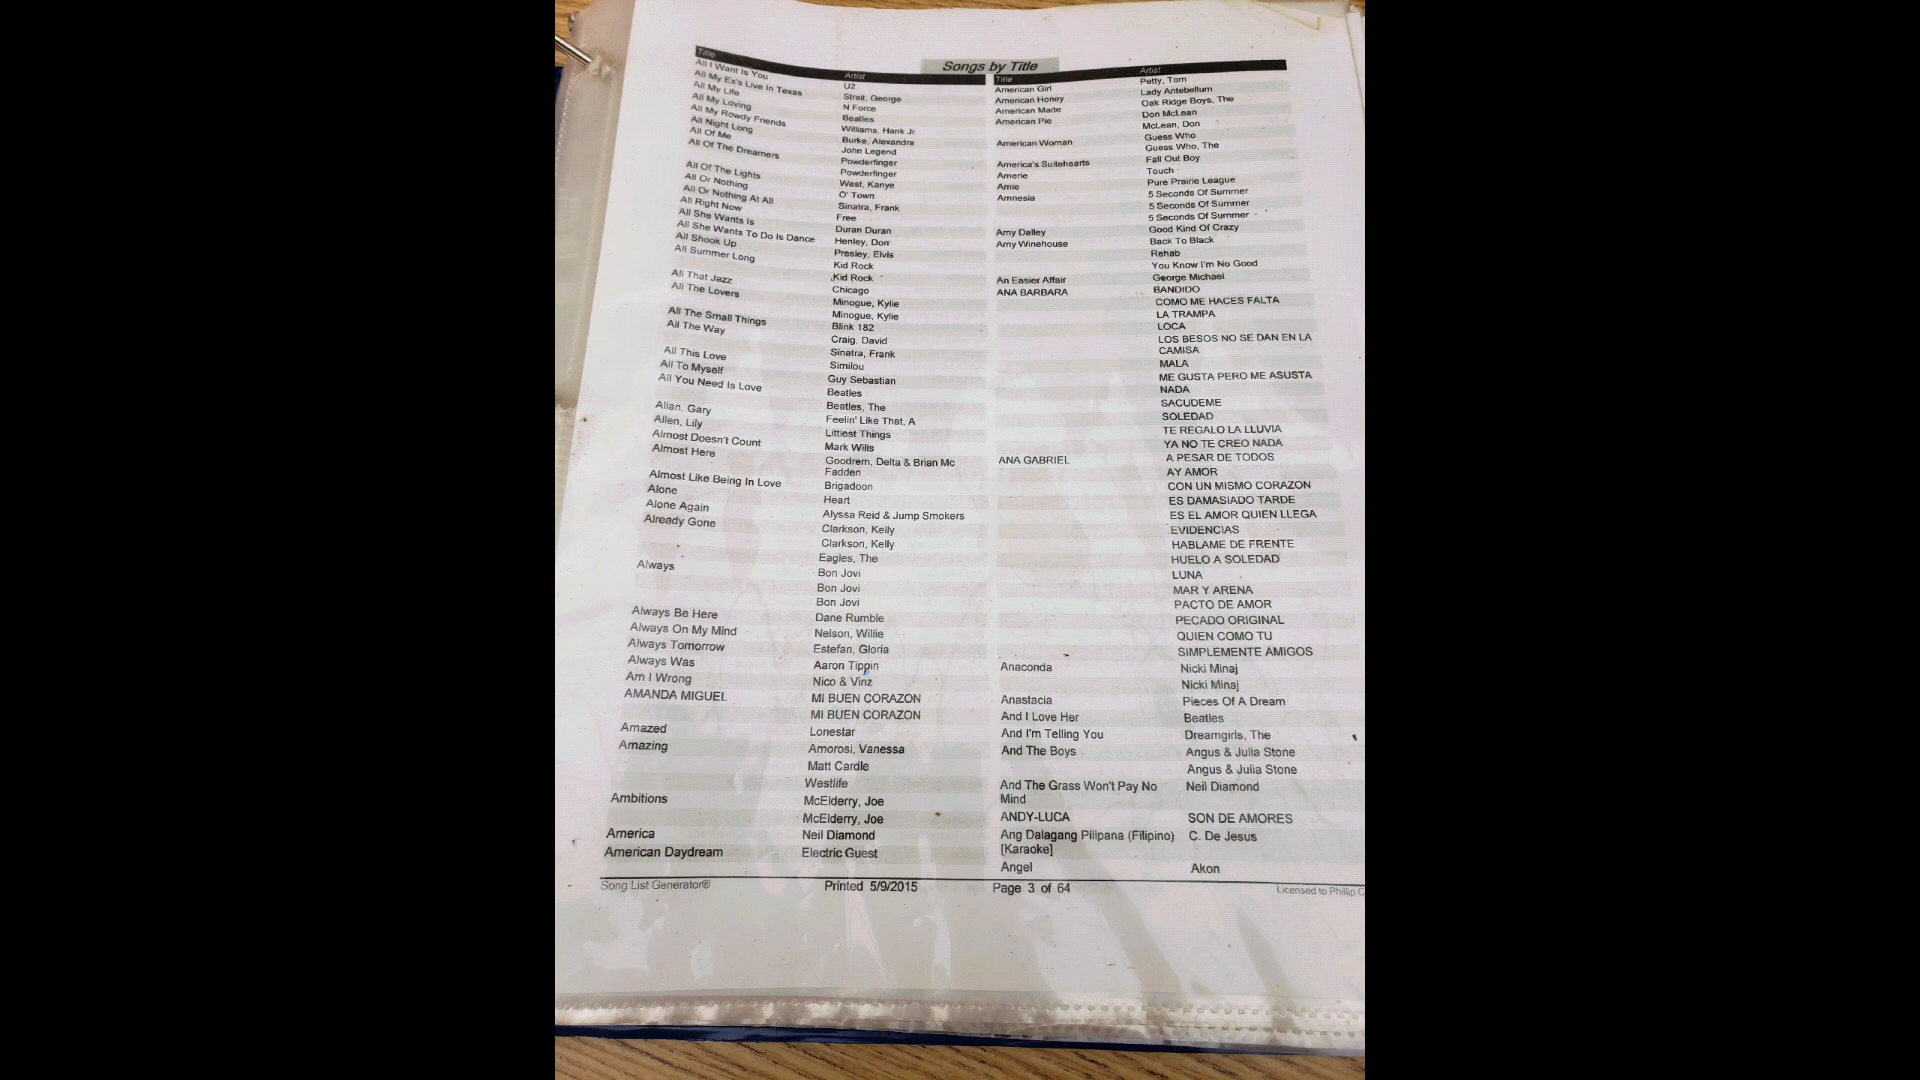 Songs by Title
Title Artist
All I Want Is You U2
All My Ex's Live In Texas Strait, George
All My Life N Force
All My Loving Beatles
All My Rowdy Friends Williams, Hank Jr.
All Night Long Burke, Alexandra
All Of Me John Legend
All Of The Dreamers Powderfinger
Powderfinger
All Of The Lights West, Kanye
All Or Nothing O' Town
All Or Nothing At All Sinatra, Frank
All Right Now Free
All She Wants Is Duran Duran
All She Wants To Do Is Dance Henley, Don
All Shook Up Presley, Elvis
All Summer Long Kid Rock
Kid Rock
All That Jazz Chicago
All The Lovers Minogue, Kylie
Minogue, Kylie
All The Small Things Blink 182
All The Way Craig, David
Sinatra, Frank
All This Love Similou
All To Myself Guy Sebastian
All You Need Is Love Beatles
Beatles, The
Allan, Gary Feelin' Like That, A
Allen, Lily Littlest Things
Almost Doesn't Count Mark Wills
Almost Here Goodrem, Delta & Brian Mc
Fadden
Almost Like Being In Love Brigadoon
Alone Heart
Alone Again Alyssa Reid & Jump Smokers
Already Gone Clarkson, Kelly
Clarkson, Kelly
Eagles, The
Always Bon Jovi
Bon Jovi
Bon Jovi
Always Be Here Dane Rumble
Always On My Mind Nelson, Willie
Always Tomorrow Estefan, Gloria
Always Was Aaron Tippin
Am I Wrong Nico & Vinz
AMANDA MIGUEL MI BUEN CORAZON
MI BUEN CORAZON
Amazed Lonestar
Amazing Amorosi, Vanessa
Matt Cardle
Westlife
Ambitions McElderry, Joe
McElderry, Joe
America Neil Diamond
American Daydream Electric Guest
Title Artist
American Girl Petty, Tom
American Honey Lady Antebellum
American Made Oak Ridge Boys, The
American Pie Don McLean
McLean, Don
American Woman Guess Who
Guess Who, The
America's Suitehearts Fall Out Boy
Amerie Touch
Amie Pure Prairie League
Amnesia 5 Seconds Of Summer
5 Seconds Of Summer
5 Seconds Of Summer
Amy Dalley Good Kind Of Crazy
Amy Winehouse Back To Black
Rehab
You Know I'm No Good
An Easier Affair George Michael
ANA BARBARA BANDIDO
COMO ME HACES FALTA
LA TRAMPA
LOCA
LOS BESOS NO SE DAN EN LA
CAMISA
MALA
ME GUSTA PERO ME ASUSTA
NADA
SACUDEME
SOLEDAD
TE REGALO LA LLUVIA
YA NO TE CREO NADA
ANA GABRIEL A PESAR DE TODOS
AY AMOR
CON UN MISMO CORAZON
ES DAMASIADO TARDE
ES EL AMOR QUIEN LLEGA
EVIDENCIAS
HABLAME DE FRENTE
HUELO A SOLEDAD
LUNA
MAR Y ARENA
PACTO DE AMOR
PECADO ORIGINAL
QUIEN COMO TU
SIMPLEMENTE AMIGOS
Anaconda Nicki Minaj
Nicki Minaj
Anastacia Pieces Of A Dream
And I Love Her Beatles
And I'm Telling You Dreamgirls, The
And The Boys Angus & Julia Stone
Angus & Julia Stone
And The Grass Won't Pay No Neil Diamond
Mind
ANDY-LUCA SON DE AMORES
Ang Dalagang Pilipana (Filipino) C. De Jesus
[Karaoke]
Angel Akon
Song List Generator® Printed 5/9/2015 Page 3 of 64 Licensed to Phillip C